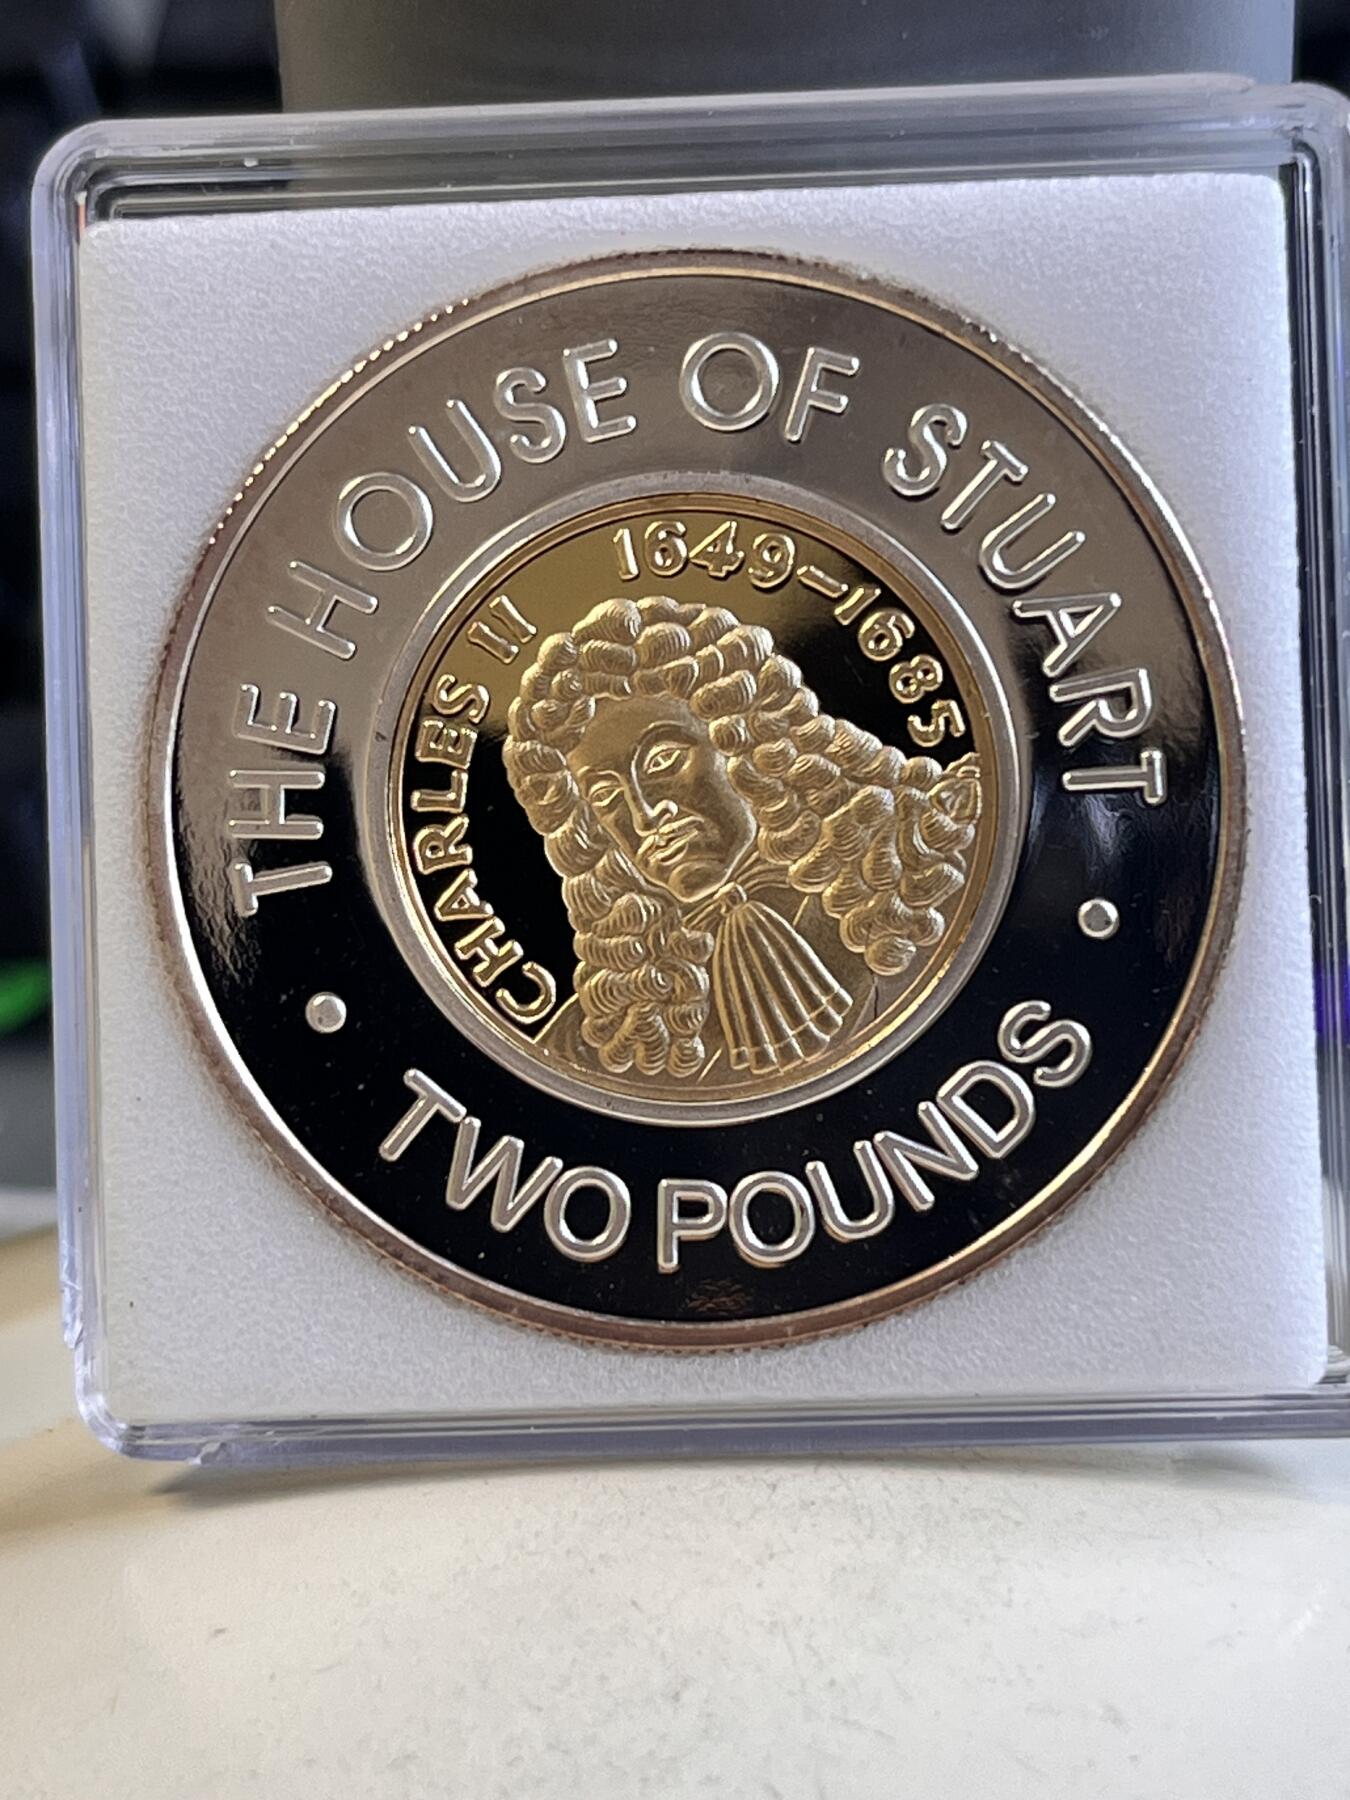 THE HOUSE OF STUART
CHARLES II 1649-1685
• TWO POUNDS •